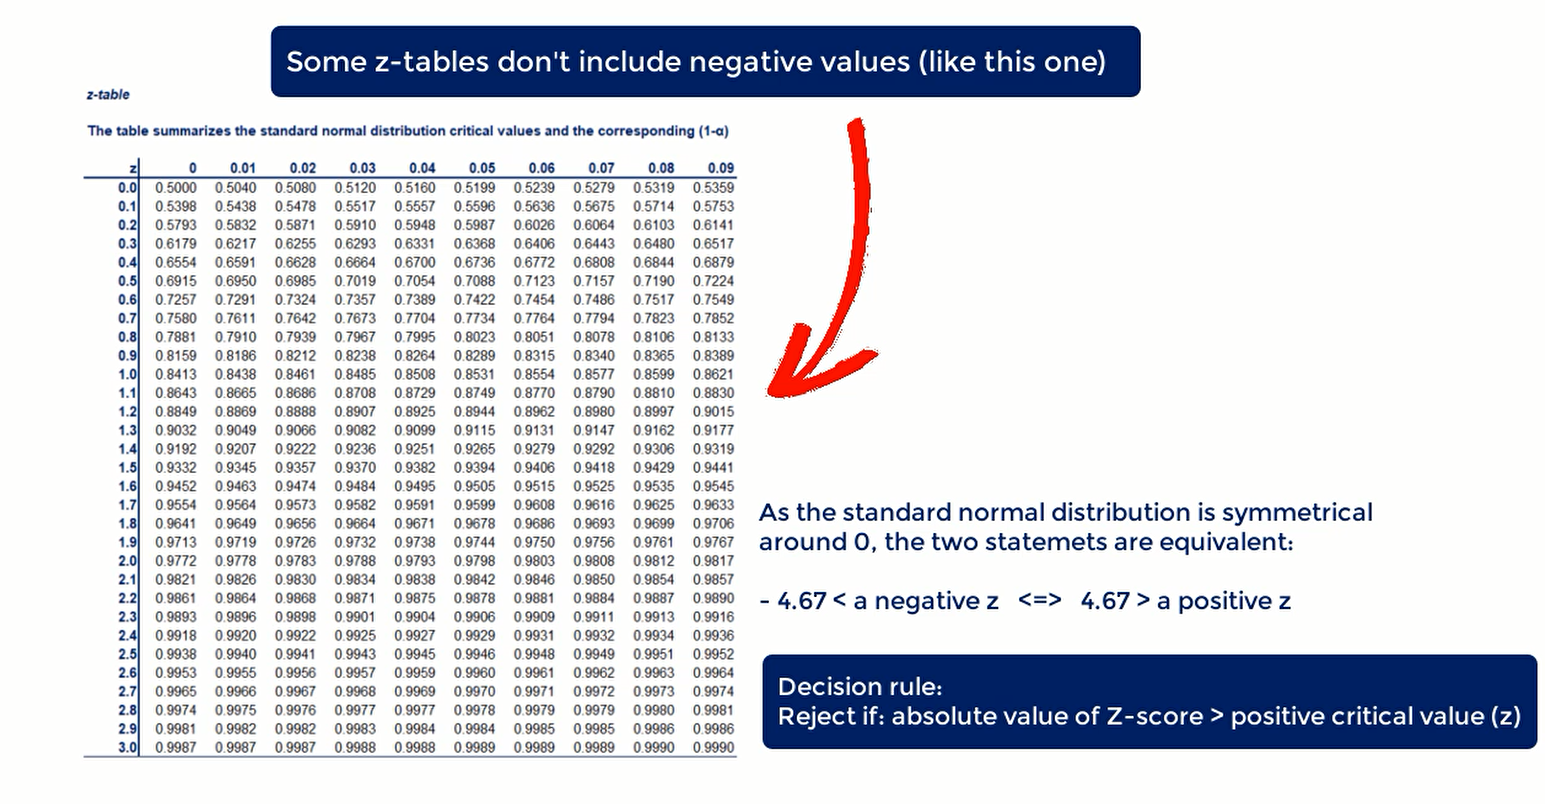 Some z-tables don't include negative values (like this one)
z-table
The table summarizes the standard normal distribution critical values and the corresponding (1-α)
z 0 0.01 0.02 0.03 0.04 0.05 0.06 0.07 0.08 0.09
0.0 0.5000 0.5040 0.5080 0.5120 0.5160 0.5199 0.5239 0.5279 0.5319 0.5359
0.1 0.5398 0.5438 0.5478 0.5517 0.5557 0.5596 0.5636 0.5675 0.5714 0.5753
0.2 0.5793 0.5832 0.5871 0.5910 0.5948 0.5987 0.6026 0.6064 0.6103 0.6141
0.3 0.6179 0.6217 0.6255 0.6293 0.6331 0.6368 0.6406 0.6443 0.6480 0.6517
0.4 0.6554 0.6591 0.6628 0.6664 0.6700 0.6736 0.6772 0.6808 0.6844 0.6879
0.5 0.6915 0.6950 0.6985 0.7019 0.7054 0.7088 0.7123 0.7157 0.7190 0.7224
0.6 0.7257 0.7291 0.7324 0.7357 0.7389 0.7422 0.7454 0.7486 0.7517 0.7549
0.7 0.7580 0.7611 0.7642 0.7673 0.7704 0.7734 0.7764 0.7794 0.7823 0.7852
0.8 0.7881 0.7910 0.7939 0.7967 0.7995 0.8023 0.8051 0.8078 0.8106 0.8133
0.9 0.8159 0.8186 0.8212 0.8238 0.8264 0.8289 0.8315 0.8340 0.8365 0.8389
1.0 0.8413 0.8438 0.8461 0.8485 0.8508 0.8531 0.8554 0.8577 0.8599 0.8621
1.1 0.8643 0.8665 0.8686 0.8708 0.8729 0.8749 0.8770 0.8790 0.8810 0.8830
1.2 0.8849 0.8869 0.8888 0.8907 0.8925 0.8944 0.8962 0.8980 0.8997 0.9015
1.3 0.9032 0.9049 0.9066 0.9082 0.9099 0.9115 0.9131 0.9147 0.9162 0.9177
1.4 0.9192 0.9207 0.9222 0.9236 0.9251 0.9265 0.9279 0.9292 0.9306 0.9319
1.5 0.9332 0.9345 0.9357 0.9370 0.9382 0.9394 0.9406 0.9418 0.9429 0.9441
1.6 0.9452 0.9463 0.9474 0.9484 0.9495 0.9505 0.9515 0.9525 0.9535 0.9545
1.7 0.9554 0.9564 0.9573 0.9582 0.9591 0.9599 0.9608 0.9616 0.9625 0.9633
1.8 0.9641 0.9649 0.9656 0.9664 0.9671 0.9678 0.9686 0.9693 0.9699 0.9706
1.9 0.9713 0.9719 0.9726 0.9732 0.9738 0.9744 0.9750 0.9756 0.9761 0.9767
2.0 0.9772 0.9778 0.9783 0.9788 0.9793 0.9798 0.9803 0.9808 0.9812 0.9817
2.1 0.9821 0.9826 0.9830 0.9834 0.9838 0.9842 0.9846 0.9850 0.9854 0.9857
2.2 0.9861 0.9864 0.9868 0.9871 0.9875 0.9878 0.9881 0.9884 0.9887 0.9890
2.3 0.9893 0.9896 0.9898 0.9901 0.9904 0.9906 0.9909 0.9911 0.9913 0.9916
2.4 0.9918 0.9920 0.9922 0.9925 0.9927 0.9929 0.9931 0.9932 0.9934 0.9936
2.5 0.9938 0.9940 0.9941 0.9943 0.9945 0.9946 0.9948 0.9949 0.9951 0.9952
2.6 0.9953 0.9955 0.9956 0.9957 0.9959 0.9960 0.9961 0.9962 0.9963 0.9964
2.7 0.9965 0.9966 0.9967 0.9968 0.9969 0.9970 0.9971 0.9972 0.9973 0.9974
2.8 0.9974 0.9975 0.9976 0.9977 0.9977 0.9978 0.9979 0.9979 0.9980 0.9981
2.9 0.9981 0.9982 0.9982 0.9983 0.9984 0.9984 0.9985 0.9985 0.9986 0.9986
3.0 0.9987 0.9987 0.9987 0.9988 0.9988 0.9989 0.9989 0.9989 0.9990 0.9990
As the standard normal distribution is symmetrical
around 0, the two statemets are equivalent:
- 4.67 < a negative z <=> 4.67 > a positive z
Decision rule:
Reject if: absolute value of Z-score > positive critical value (z)